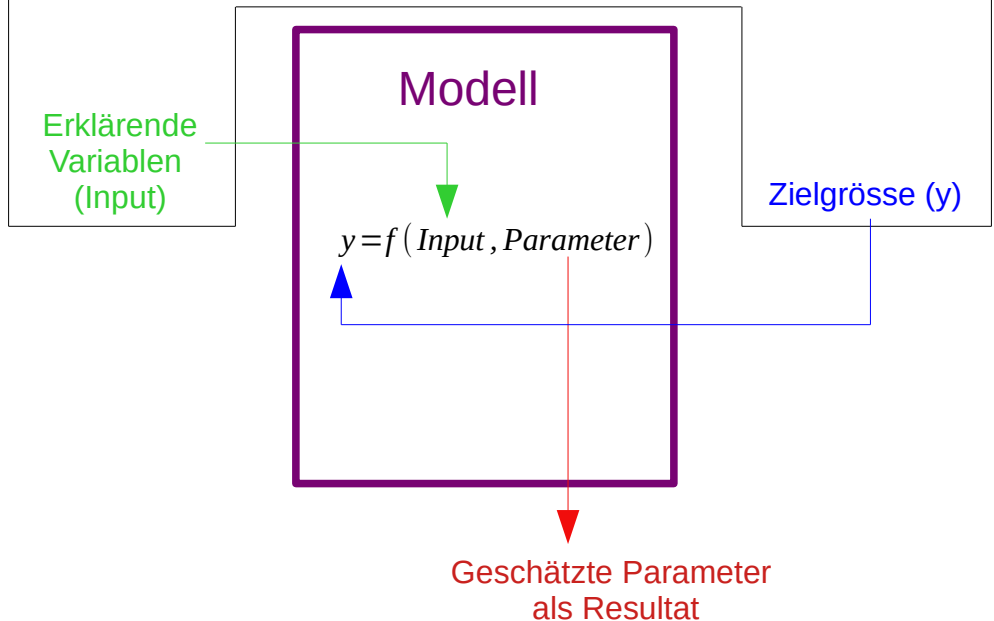 Modell
Erklärende
Variablen
(Input)
Zielgrösse (y)
y=f(Input,Parameter)
Geschätzte Parameter
als Resultat